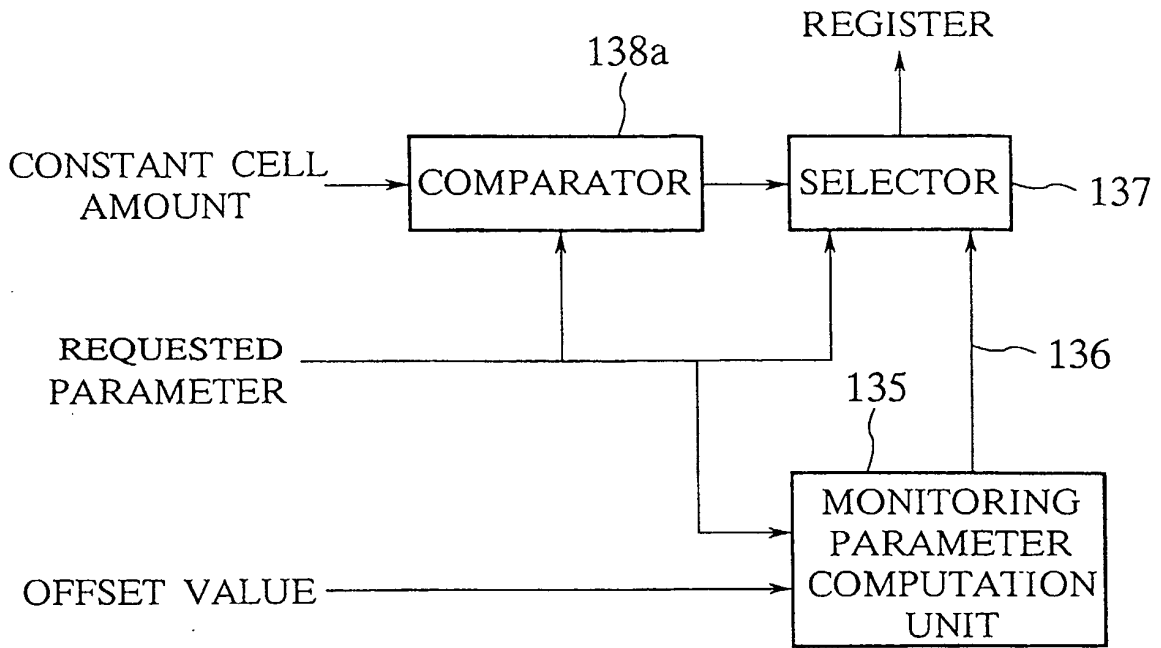 REGISTER
138a
CONSTANT CELL
AMOUNT
COMPARATOR
SELECTOR
137
REQUESTED
PARAMETER
136
135
MONITORING
PARAMETER
COMPUTATION
UNIT
OFFSET VALUE